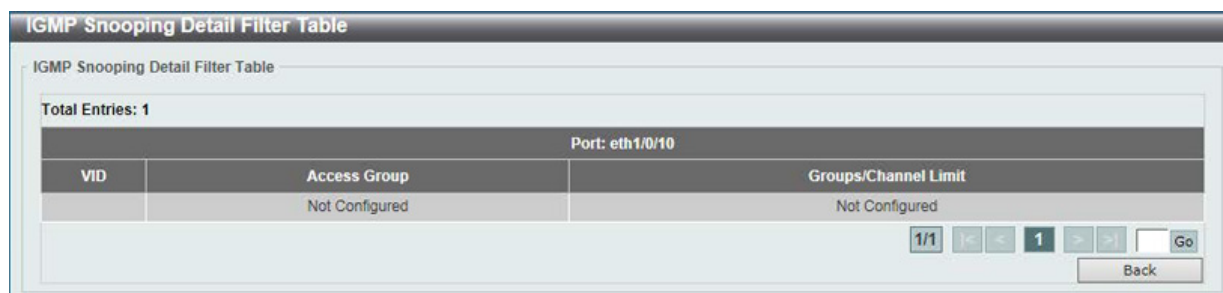 IGMP Snooping Detail Filter Table
IGMP Snooping Detail Filter Table
Total Entries: 1
Port: eth1/0/10
VID Access Group Groups/Channel Limit
Not Configured Not Configured
1/1 |< < 1 > >| Go
Back